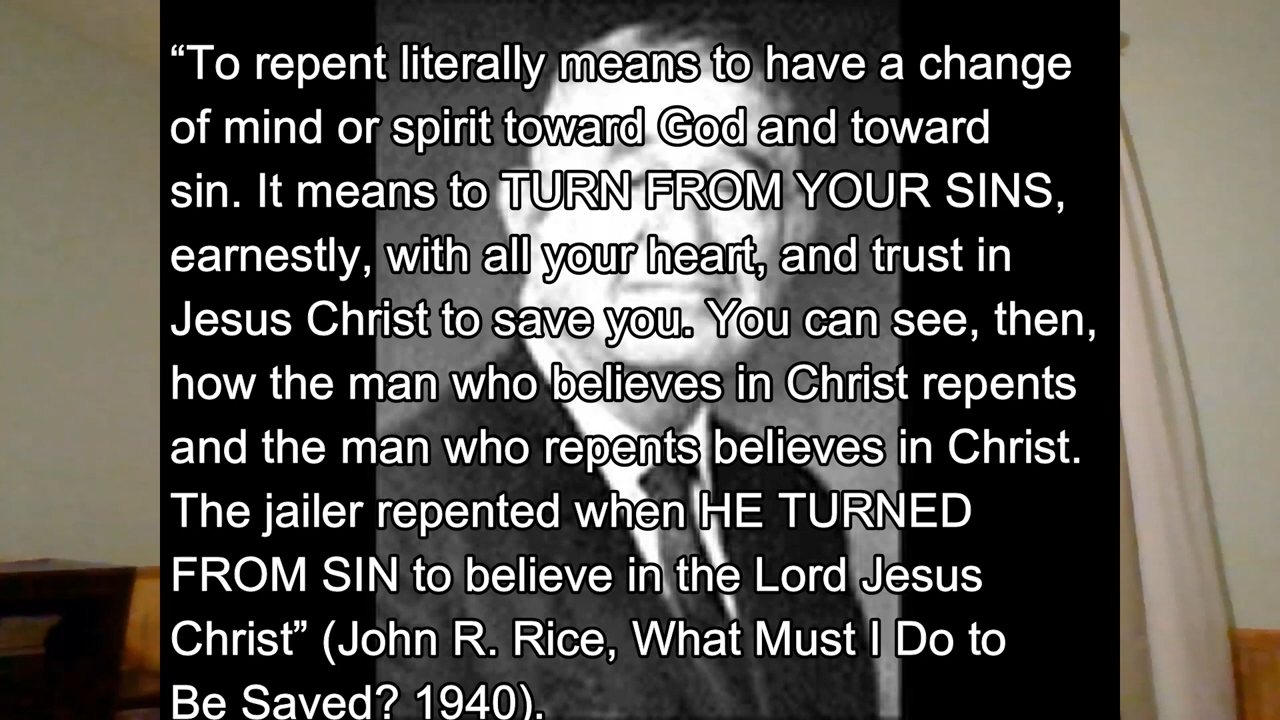 “To repent literally means to have a change
of mind or spirit toward God and toward
sin. It means to TURN FROM YOUR SINS,
earnestly, with all your heart, and trust in
Jesus Christ to save you. You can see, then,
how the man who believes in Christ repents
and the man who repents believes in Christ.
The jailer repented when HE TURNED
FROM SIN to believe in the Lord Jesus
Christ” (John R. Rice, What Must I Do to
Be Saved? 1940).